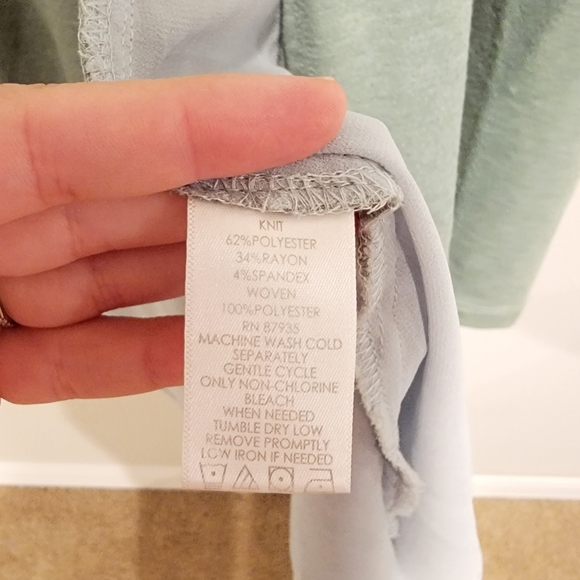 KNIT
62%POLYESTER
34%RAYON
4%SPANDEX
WOVEN
100%POLYESTER
RN 87935
MACHINE WASH COLD
SEPARATELY
GENTLE CYCLE
ONLY NON-CHLORINE
BLEACH
WHEN NEEDED
TUMBLE DRY LOW
REMOVE PROMPTLY
LOW IRON IF NEEDED